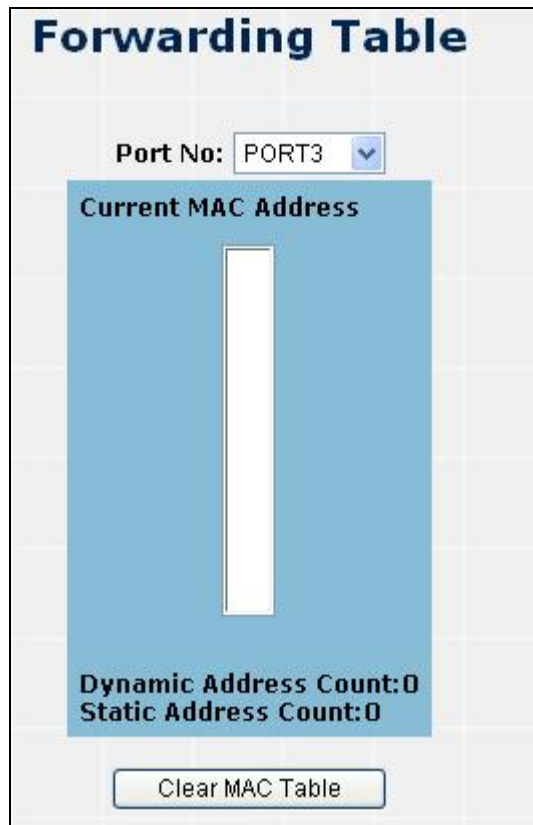 Forwarding Table
Port No: PORT3
Current MAC Address
Dynamic Address Count:0
Static Address Count:0
Clear MAC Table